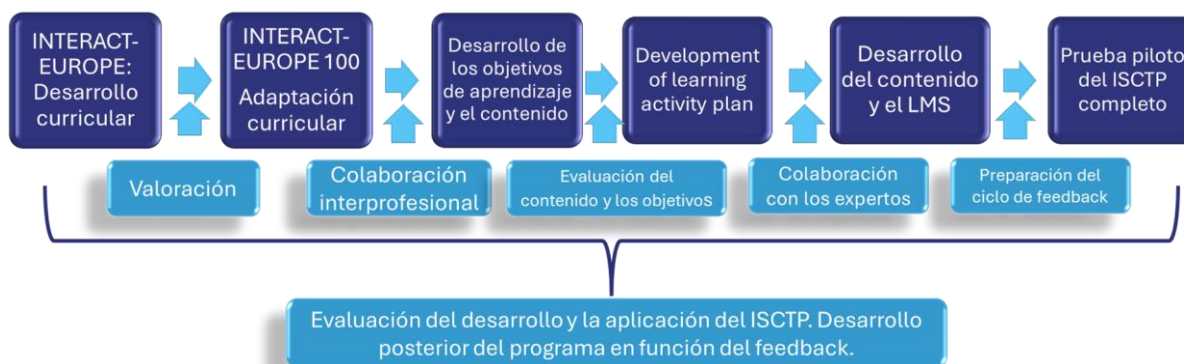 INTERACT-
EUROPE:
Desarrollo
curricular
INTERACT-
EUROPE 100
Adaptación
curricular
Desarrollo de
los objetivos
de aprendizaje
y el contenido
Development
of learning
activity plan
Desarrollo
del contenido
y el LMS
Prueba piloto
del ISCTP
completo
Valoración
Colaboración
interprofesional
Evaluación del
contenido y los objetivos
Colaboración
con los expertos
Preparación del
ciclo de feedback
Evaluación del desarrollo y la aplicación del ISCTP. Desarrollo
posterior del programa en función del feedback.